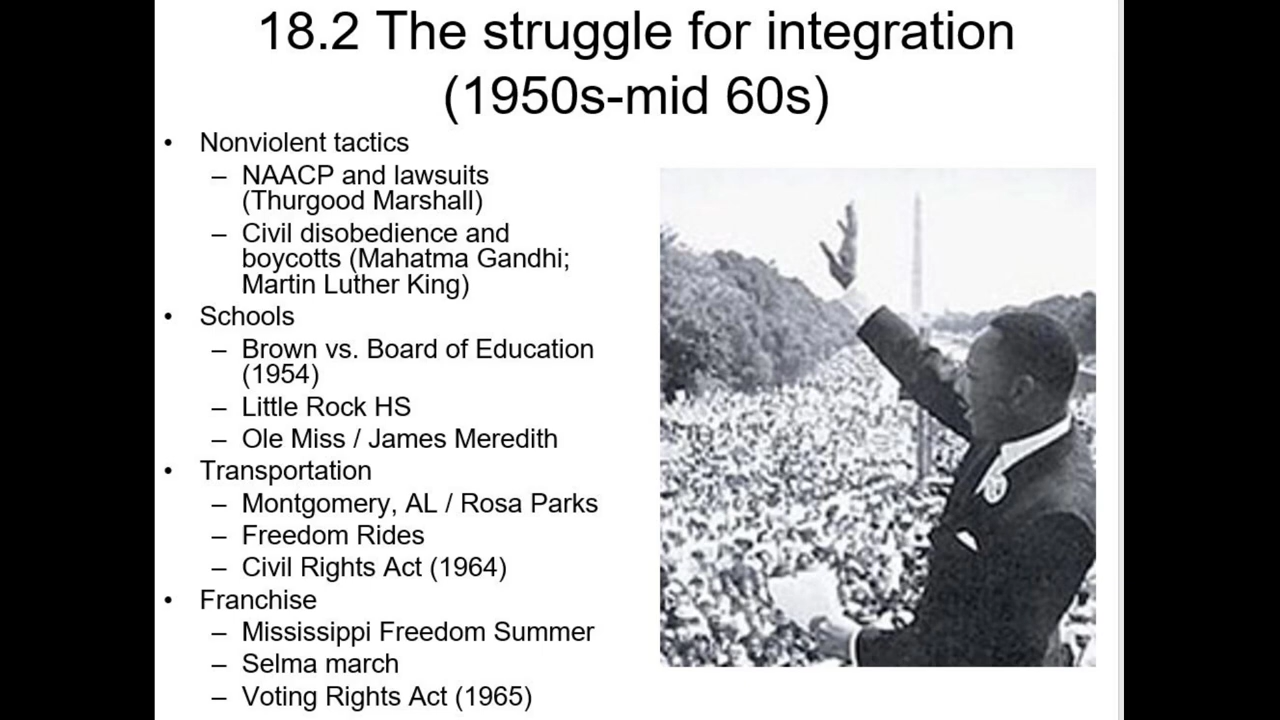 18.2 The struggle for integration
(1950s-mid 60s)
• Nonviolent tactics
– NAACP and lawsuits
(Thurgood Marshall)
– Civil disobedience and
boycotts (Mahatma Gandhi;
Martin Luther King)
• Schools
– Brown vs. Board of Education
(1954)
– Little Rock HS
– Ole Miss / James Meredith
• Transportation
– Montgomery, AL / Rosa Parks
– Freedom Rides
– Civil Rights Act (1964)
• Franchise
– Mississippi Freedom Summer
– Selma march
– Voting Rights Act (1965)